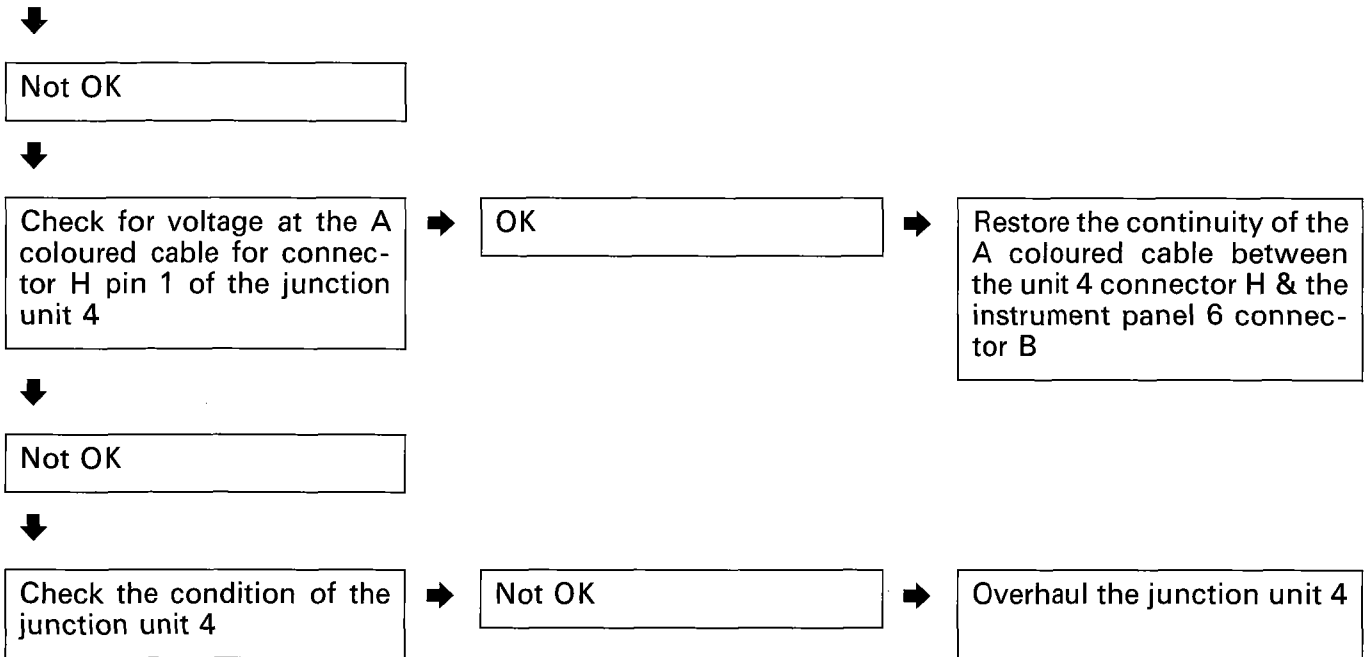 Not OK
Check for voltage at the A
coloured cable for connec-
tor H pin 1 of the junction
unit 4
OK
Restore the continuity of the
A coloured cable between
the unit 4 connector H & the
instrument panel 6 connec-
tor B
Not OK
Check the condition of the
junction unit 4
Not OK
Overhaul the junction unit 4